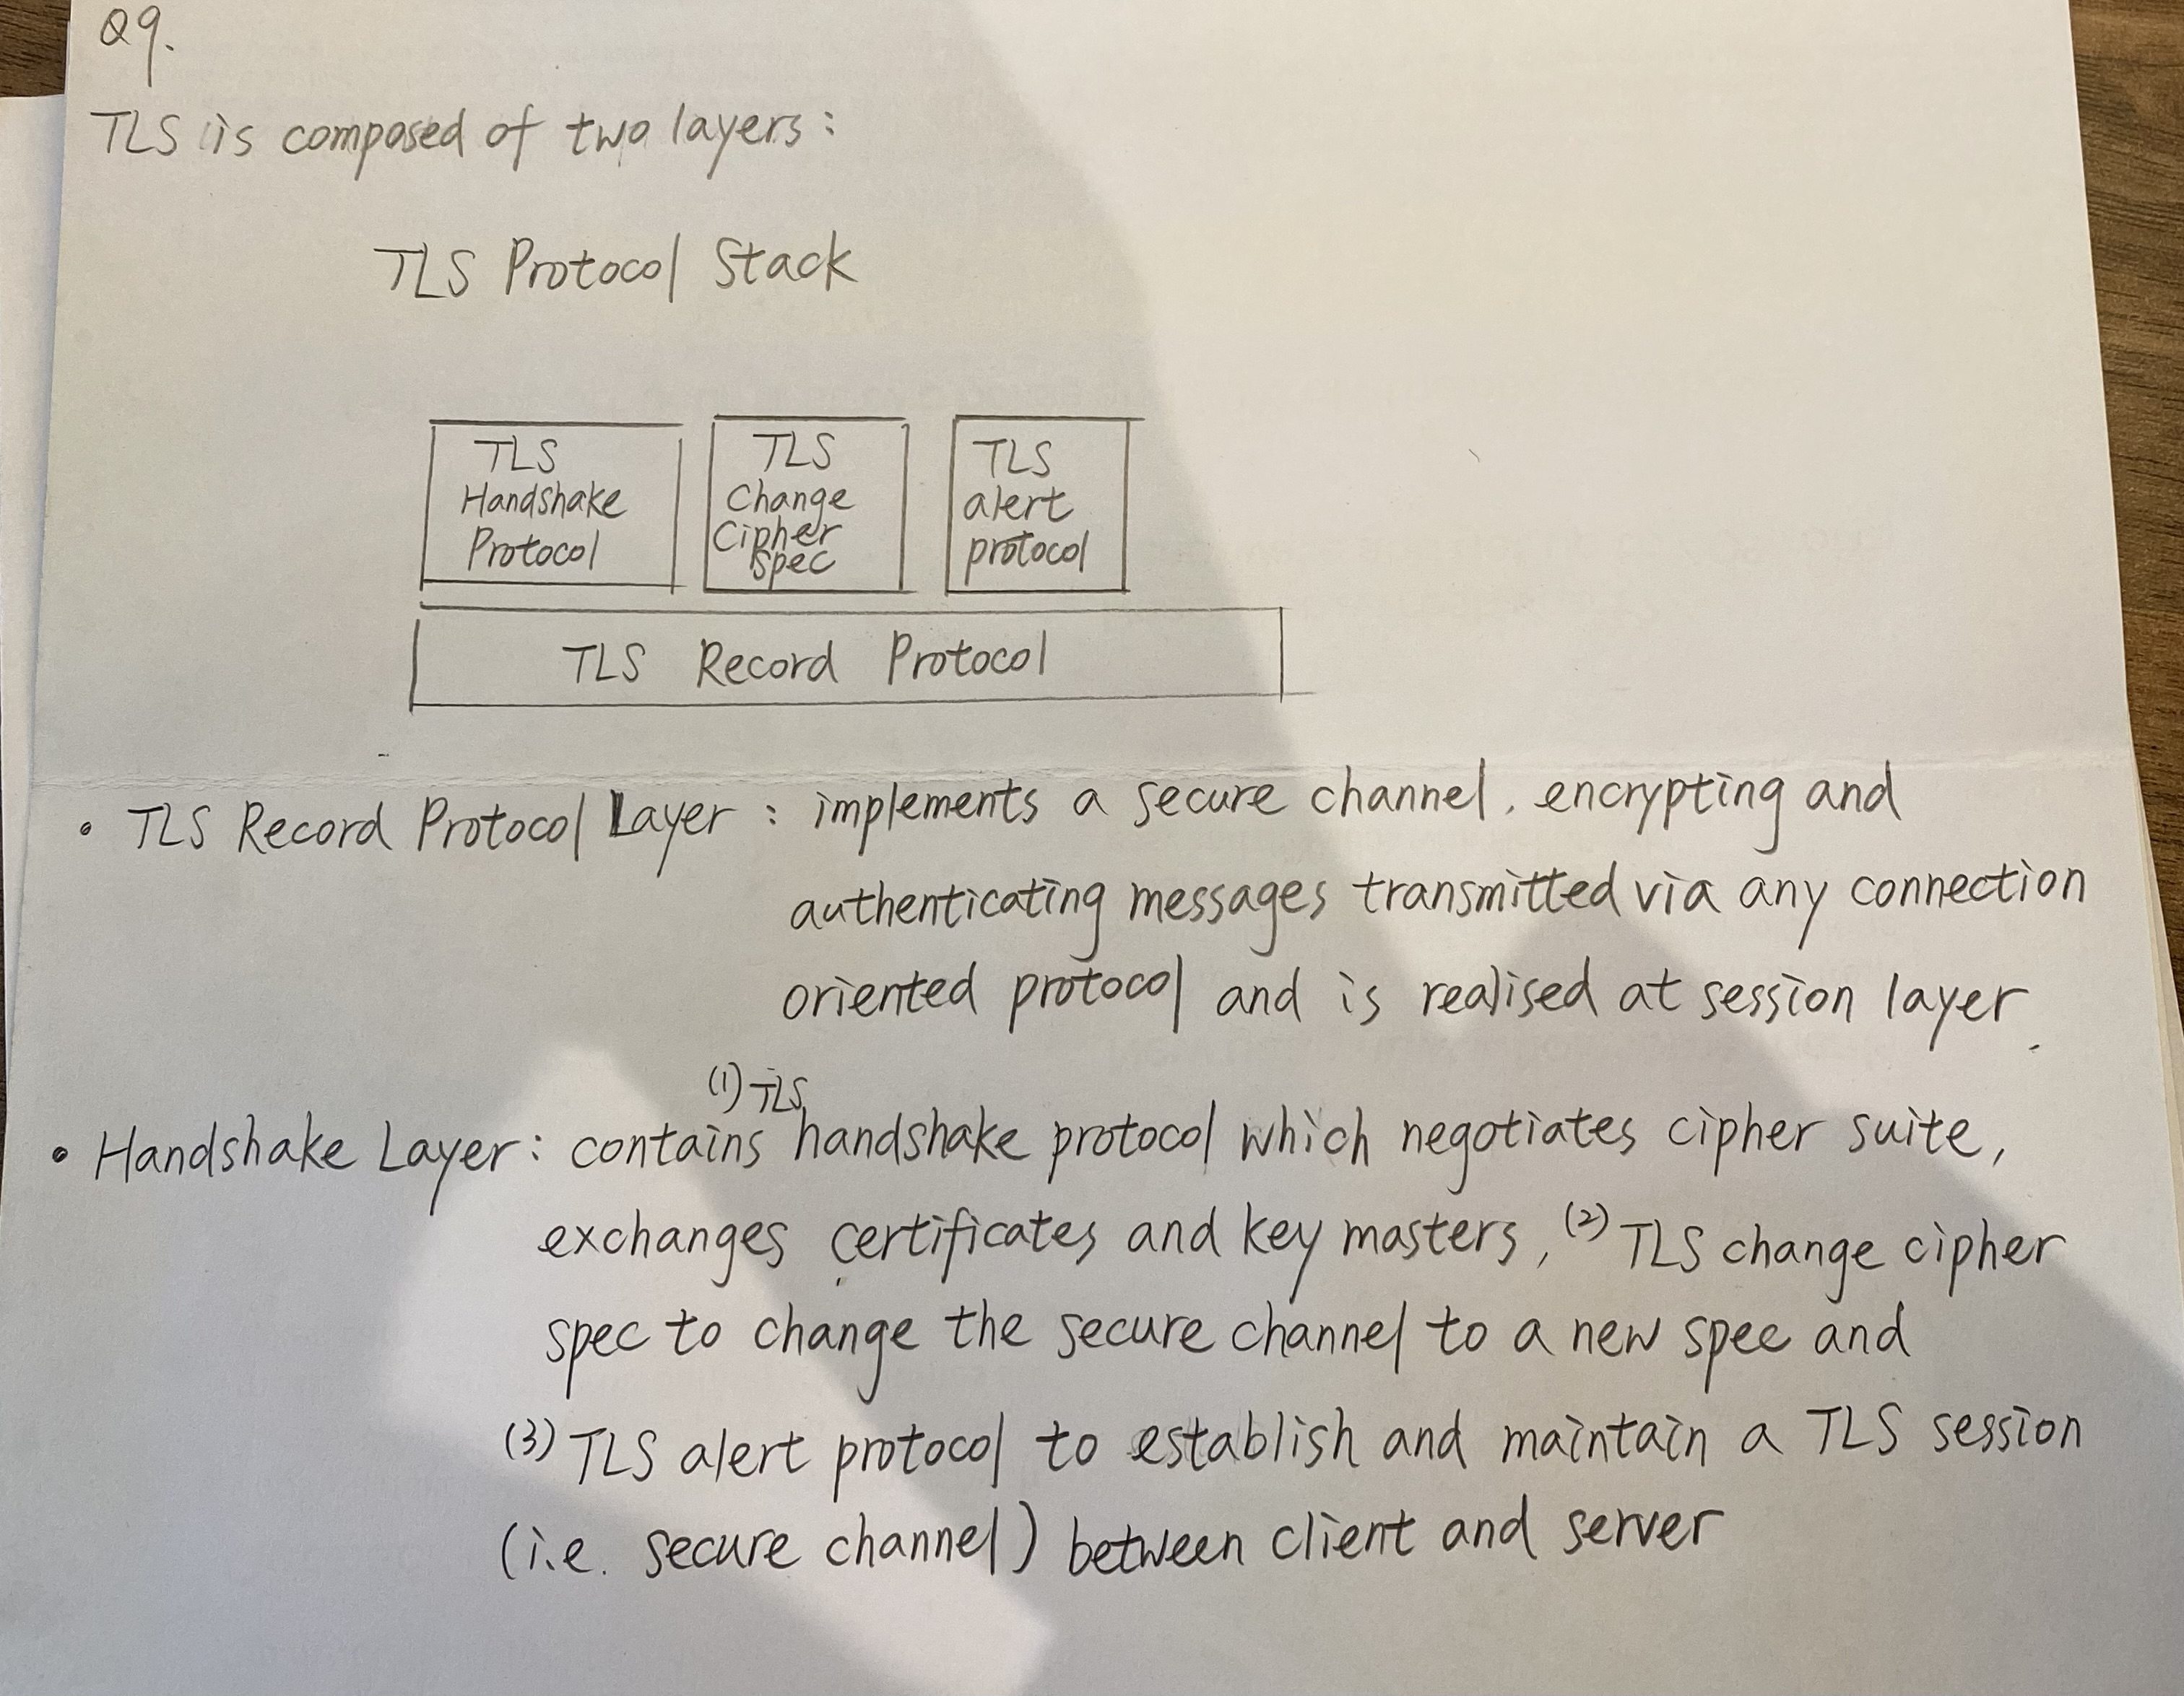 Q9.
TLS is composed of two layers:
TLS Protocol Stack
TLS
Handshake
Protocol
TLS
Change
Cipher
Spec
TLS
alert
protocol
TLS Record Protocol
• TLS Record Protocol Layer: implements a secure channel, encrypting and
authenticating messages transmitted via any connection
oriented protocol and is realised at session layer.
(1) TLS
• Handshake Layer: contains handshake protocol which negotiates cipher suite,
exchanges certificates and key masters, (2) TLS change cipher
spec to change the secure channel to a new spec and
(3) TLS alert protocol to establish and maintain a TLS session
(i.e. secure channel) between client and server